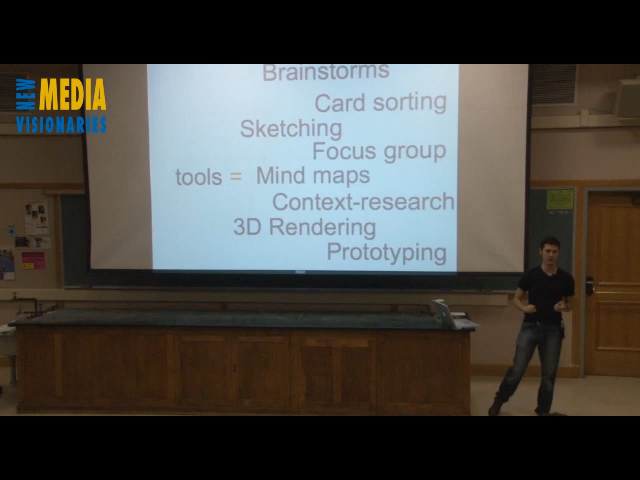 NEW
MEDIA
VISIONARIES
Brainstorms
Card sorting
Sketching
Focus group
tools = Mind maps
Context-research
3D Rendering
Prototyping